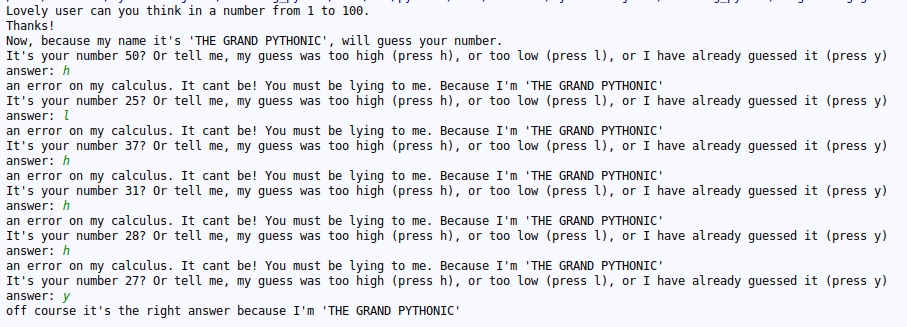 Lovely user can you think in a number from 1 to 100.
Thanks!
Now, because my name it's 'THE GRAND PYTHONIC', will guess your number.
It's your number 50? Or tell me, my guess was too high (press h), or too low (press l), or I have already guessed it (press y)
answer: h
an error on my calculus. It cant be! You must be lying to me. Because I'm 'THE GRAND PYTHONIC'
It's your number 25? Or tell me, my guess was too high (press h), or too low (press l), or I have already guessed it (press y)
answer: l
an error on my calculus. It cant be! You must be lying to me. Because I'm 'THE GRAND PYTHONIC'
It's your number 37? Or tell me, my guess was too high (press h), or too low (press l), or I have already guessed it (press y)
answer: h
an error on my calculus. It cant be! You must be lying to me. Because I'm 'THE GRAND PYTHONIC'
It's your number 31? Or tell me, my guess was too high (press h), or too low (press l), or I have already guessed it (press y)
answer: h
an error on my calculus. It cant be! You must be lying to me. Because I'm 'THE GRAND PYTHONIC'
It's your number 28? Or tell me, my guess was too high (press h), or too low (press l), or I have already guessed it (press y)
answer: h
an error on my calculus. It cant be! You must be lying to me. Because I'm 'THE GRAND PYTHONIC'
It's your number 27? Or tell me, my guess was too high (press h), or too low (press l), or I have already guessed it (press y)
answer: y
off course it's the right answer because I'm 'THE GRAND PYTHONIC'